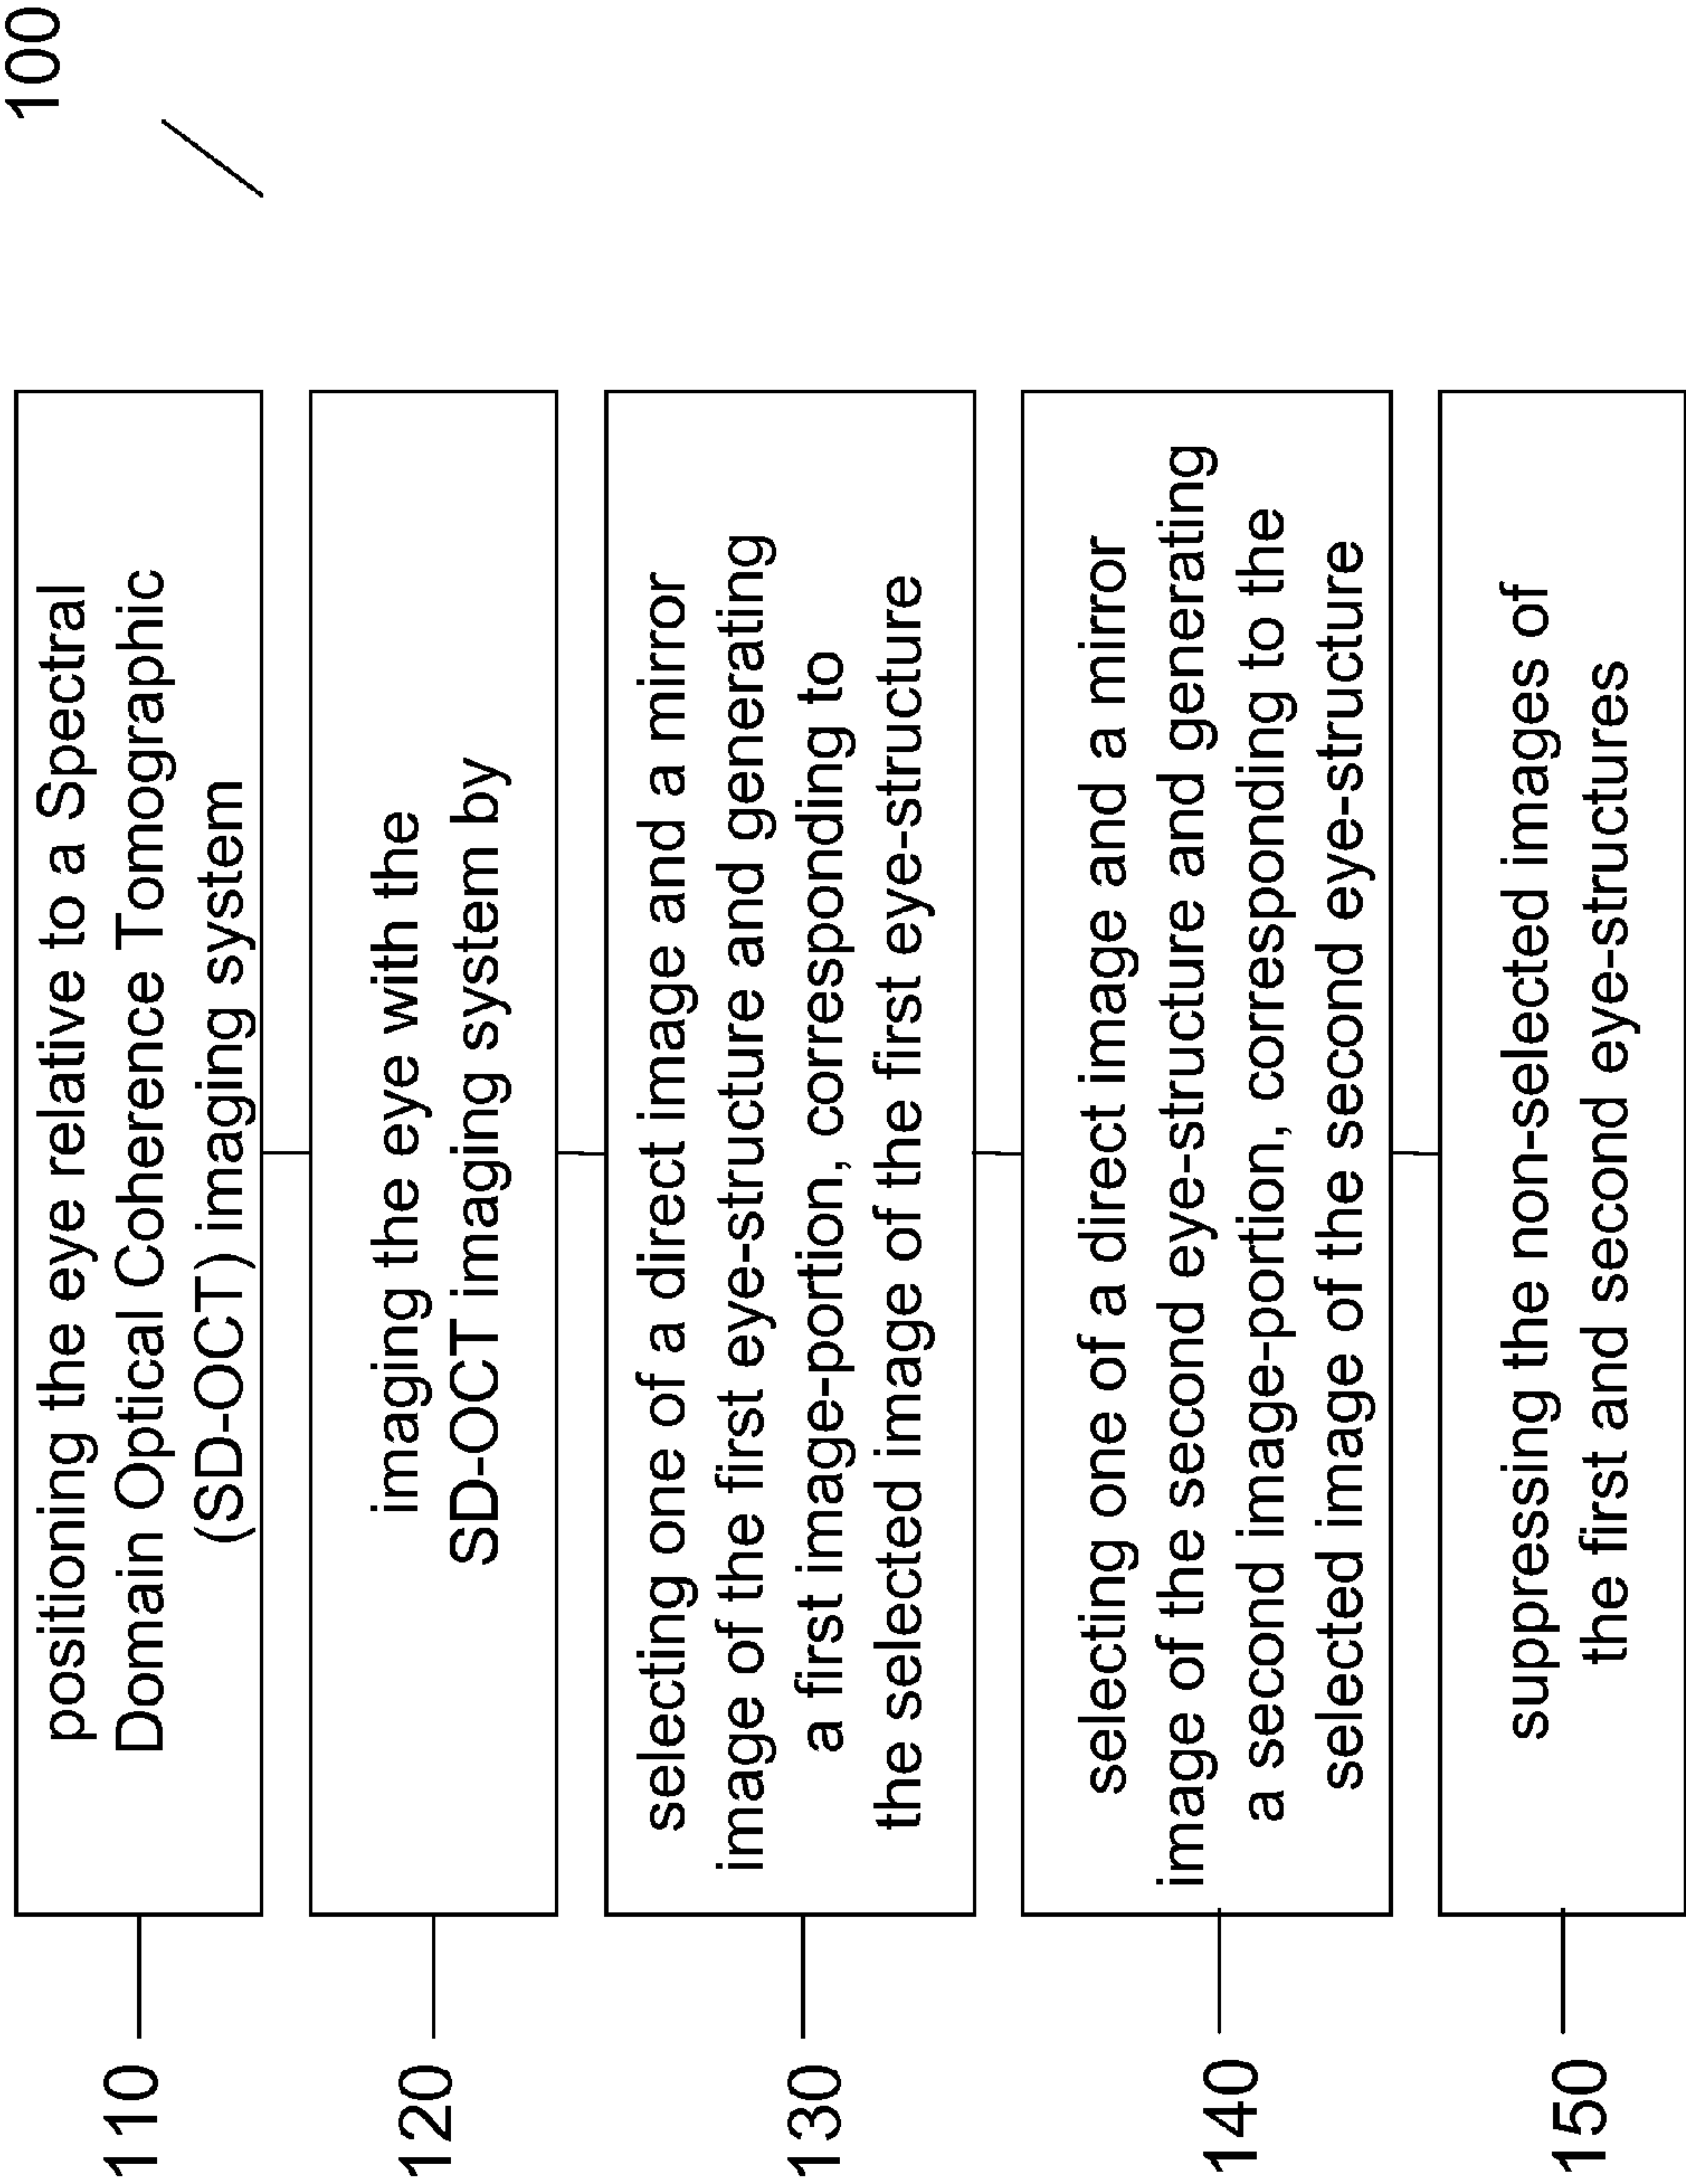 100
110
positioning the eye relative to a Spectral
Domain Optical Coherence Tomographic
(SD-OCT) imaging system
120
imaging the eye with the
SD-OCT imaging system by
130
selecting one of a direct image and a mirror
image of the first eye-structure and generating
a first image-portion, corresponding to
the selected image of the first eye-structure
140
selecting one of a direct image and a mirror
image of the second eye-structure and generating
a second image-portion, corresponding to the
selected image of the second eye-structure
150
suppressing the non-selected images of
the first and second eye-structures